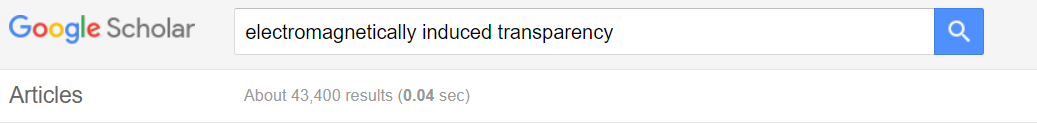 Google Scholar electromagnetically induced transparency
Articles About 43,400 results (0.04 sec)